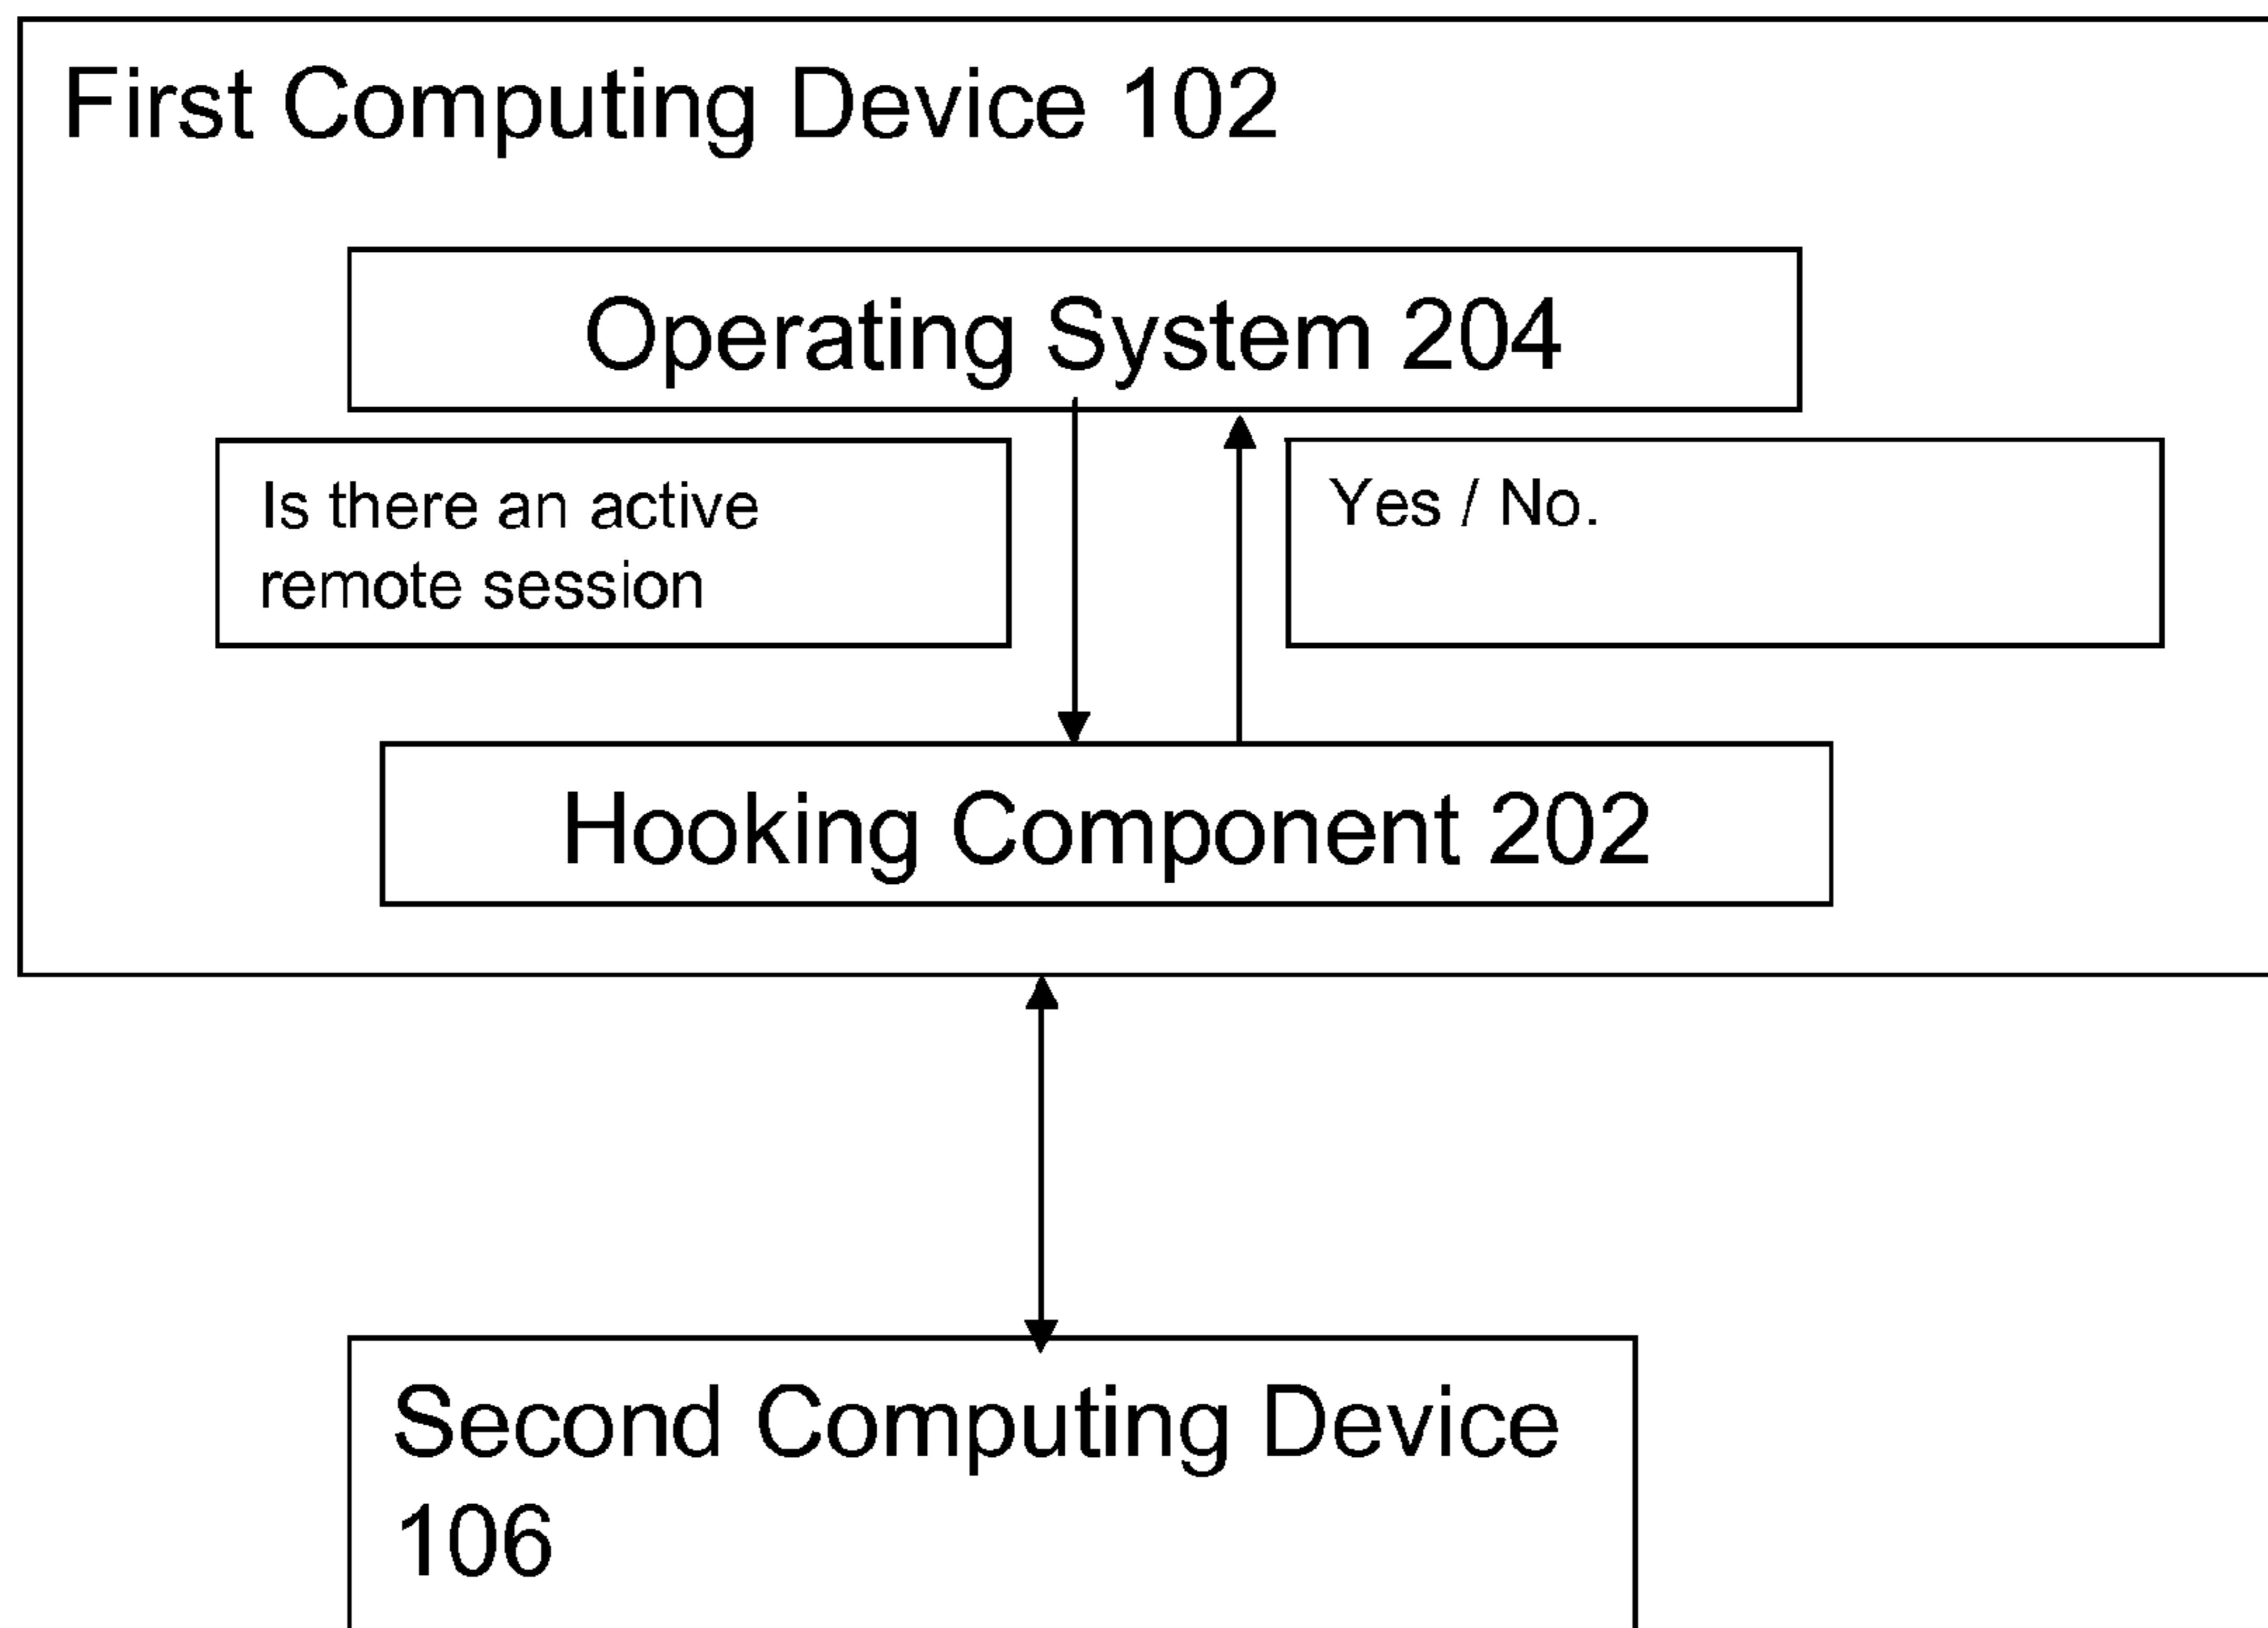 First Computing Device 102
Operating System 204
Is there an active
remote session
Yes / No.
Hooking Component 202
Second Computing Device
106